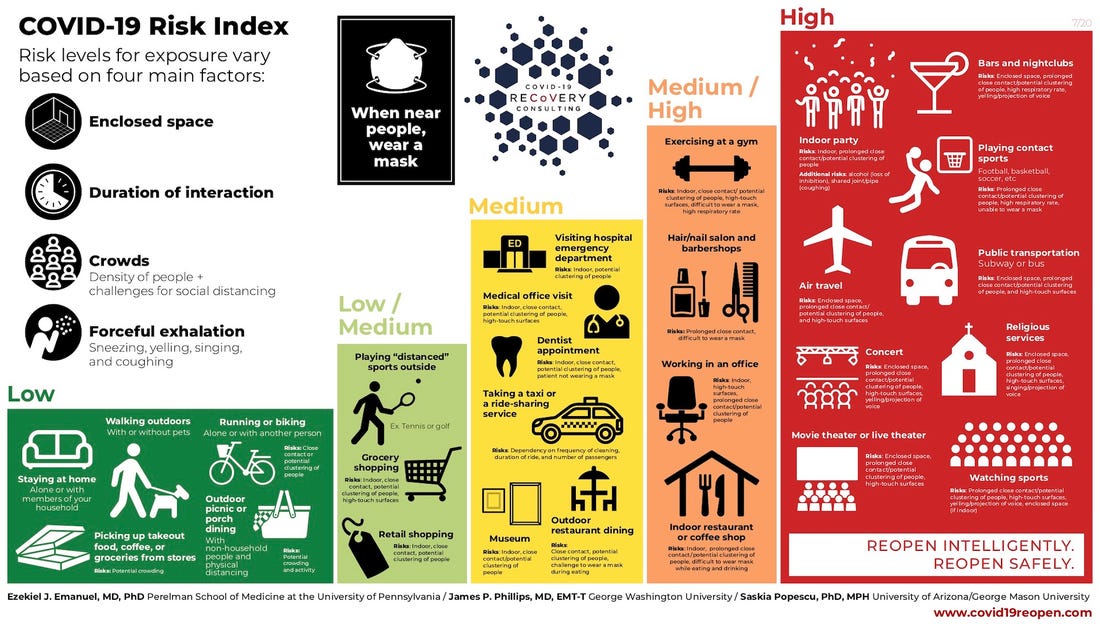 COVID-19 Risk Index
Risk levels for exposure vary
based on four main factors:
Enclosed space
Duration of interaction
Crowds
Density of people +
challenges for social distancing
Forceful exhalation
Sneezing, yelling, singing,
and coughing
When near
people,
wear a
mask
COVID-19
RECoVERY
CONSULTING
7/20
Low
Staying at home
Alone or with
members of your
household
Walking outdoors
With or without pets
Running or biking
Alone or with another person
Risks: Close
contact or
potential
clustering of
people
Picking up takeout
food, coffee, or
groceries from stores
Risks: Potential crowding
Outdoor
picnic or
porch
dining
With
non-household
people and
physical
distancing
Risks:
Potential
crowding
and activity
Low /
Medium
Playing “distanced”
sports outside
Ex. Tennis or golf
Grocery
shopping
Risks: Indoor, close
contact, potential
clustering of people,
high-touch surfaces
Retail shopping
Risks: Indoor, close
contact, potential
clustering of people
Medium
ED
Visiting hospital
emergency
department
Risks: Indoor, potential
clustering of people
Medical office visit
Risks: Indoor, close contact,
potential clustering of people,
high-touch surfaces
Dentist
appointment
Risks: Indoor, close contact,
potential clustering of people,
patient not wearing a mask
Taking a taxi or
a ride-sharing
service
Risks: Dependency on frequency of cleaning,
duration of ride, and number of passengers
Museum
Risks: Indoor, close
contact, potential
clustering of
people
Outdoor
restaurant dining
Risks:
Close contact, potential
clustering of people,
challenge to wear a mask
during eating
Medium /
High
Exercising at a gym
Risks: Indoor, close contact/ potential
clustering of people, high-touch
surfaces, difficult to wear a mask,
high respiratory rate
Hair/nail salon and
barbershops
Risks: Prolonged close contact,
difficult to wear a mask
Working in an office
Risks: Indoor,
high-touch
surfaces,
prolonged close
contact/potential
clustering of
people
Indoor restaurant
or coffee shop
Risks: Indoor, prolonged close
contact/potential clustering of
people, difficult to wear mask
while eating and drinking
High
Indoor party
Risks: Indoor, prolonged close
contact/potential clustering of
people
Additional risks: alcohol (loss of
inhibition), shared joint/pipe
(coughing)
Bars and nightclubs
Risks: Enclosed space, prolonged
close contact/potential clustering
of people, high respiratory rate,
yelling/projection of voice
Playing contact
sports
Football, basketball,
soccer, etc
Risks: Prolonged close
contact/potential clustering of
people, high respiratory rate,
unable to wear a mask
Air travel
Risks: Enclosed space,
prolonged close contact/
potential clustering of people,
and high-touch surfaces
Public transportation
Subway or bus
Risks: Enclosed space, prolonged
close contact/potential clustering
of people, and high-touch surfaces
Concert
Risks: Enclosed space,
prolonged close
contact/potential
clustering of people,
high-touch surfaces,
yelling/projection of
voice
Religious
services
Risks: Enclosed space,
prolonged close
contact/potential
clustering of people,
high-touch surfaces,
singing/projection of
voice
Movie theater or live theater
Risks: Enclosed space,
prolonged close
contact/potential
clustering of people,
high-touch surfaces
Watching sports
Risks: Prolonged close contact/potential
clustering of people, high-touch surfaces,
yelling/projection of voice, enclosed space
(if indoor)
REOPEN INTELLIGENTLY.
REOPEN SAFELY.
Ezekiel J. Emanuel, MD, PhD Perelman School of Medicine at the University of Pennsylvania / James P. Phillips, MD, EMT-T George Washington University / Saskia Popescu, PhD, MPH University of Arizona/George Mason University
www.covid19reopen.com